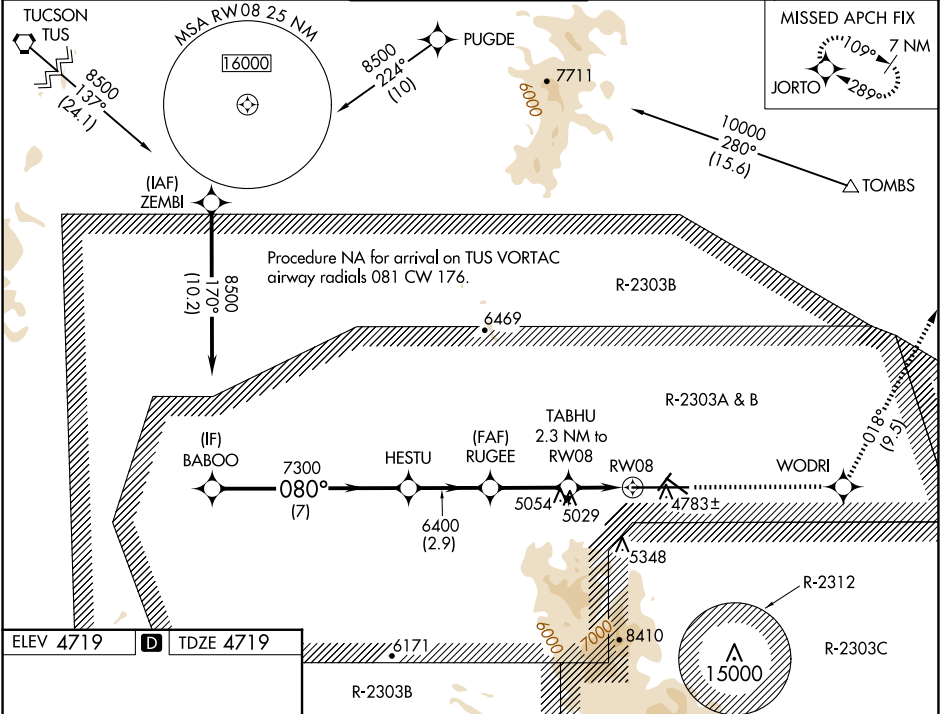 TUCSON
TUS
8500
137°
(24.1)
MSA RW 08 25 NM
16000
8500
224°
(10)
PUGDE
7711
6000
MISSED APCH FIX
109°
7 NM
JORTO
289°
10000
280°
(15.6)
TOMBS
(IAF)
ZEMBI
8500
170°
(10.2)
Procedure NA for arrival on TUS VORTAC
airway radials 081 CW 176.
R-2303B
6469
R-2303A & B
018°
(9.5)
(IF)
BABOO
7300
080°
(7)
HESTU
6400
(2.9)
(FAF)
RUGEE
TABHU
2.3 NM to
RW08
5054
5029
RW08
4783±
WODRI
5348
R-2312
6000
7000
8410
15000
R-2303C
ELEV 4719
D
TDZE 4719
6171
R-2303B